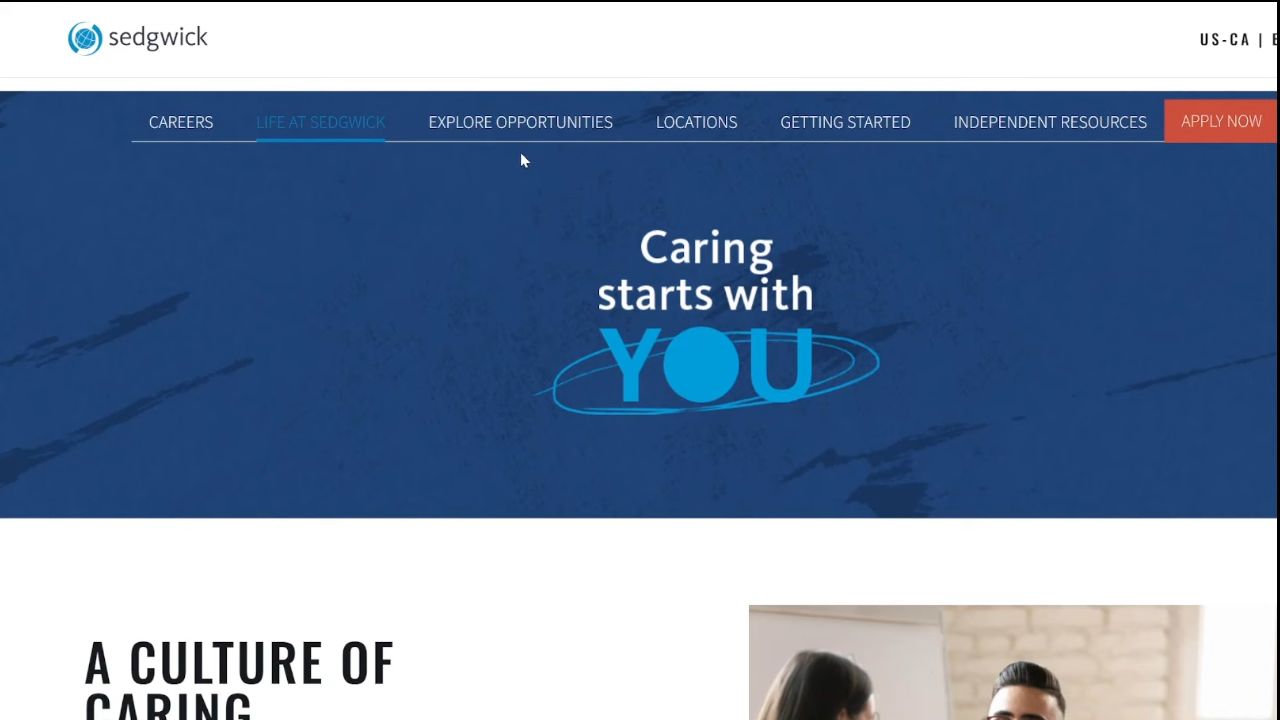 sedgwick
US-CA |
CAREERS LIFE AT SEDGWICK EXPLORE OPPORTUNITIES LOCATIONS GETTING STARTED INDEPENDENT RESOURCES APPLY NOW
Caring
starts with
YOU
A CULTURE OF
CARING